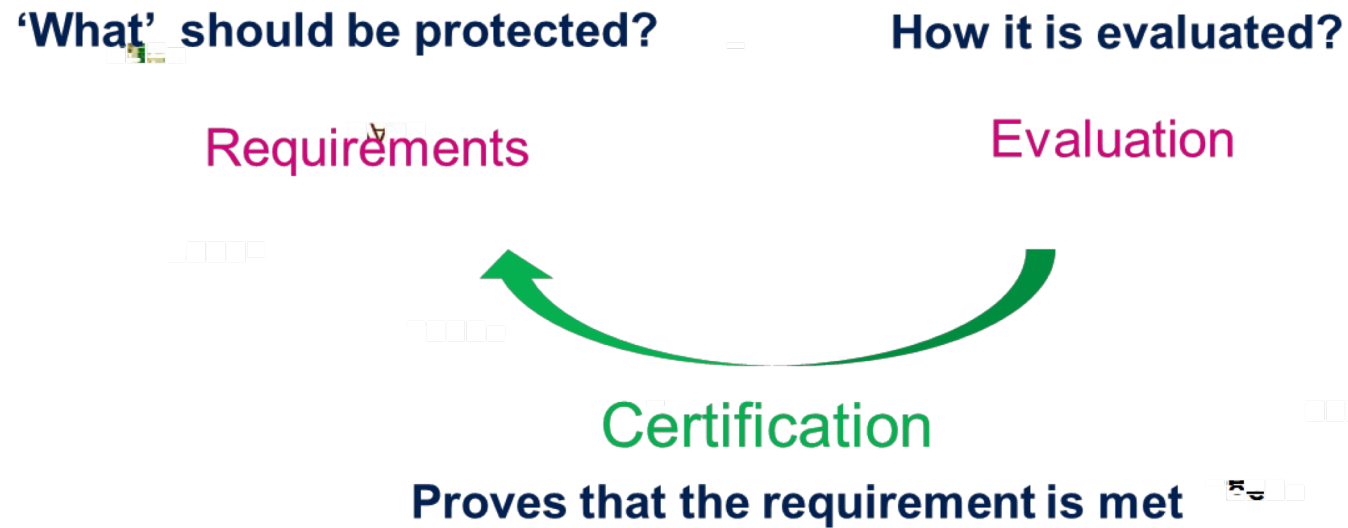 ‘What’ should be protected?
How it is evaluated?
Requirements
Evaluation
Certification
Proves that the requirement is met